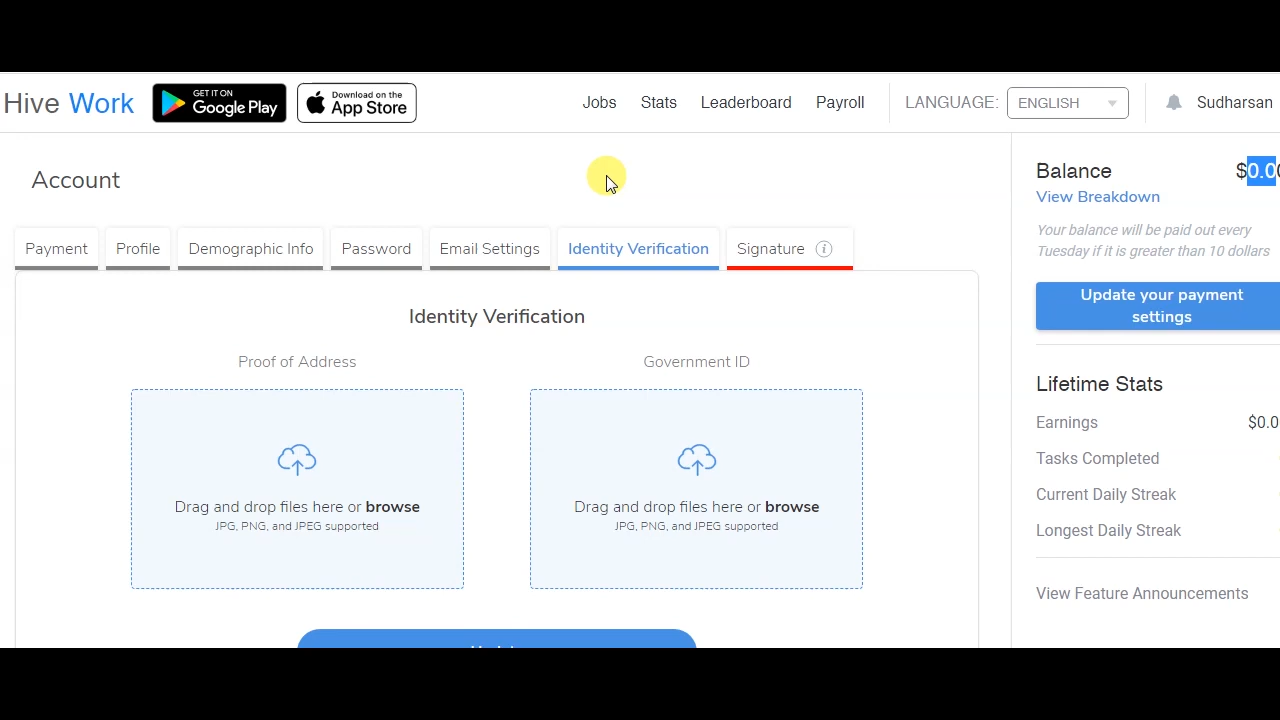 Hive Work
GET IT ON
Google Play
Download on the
App Store
Jobs
Stats
Leaderboard
Payroll
LANGUAGE:
ENGLISH
Sudharsan
Account
Balance
$0.00
View Breakdown
Your balance will be paid out every
Tuesday if it is greater than 10 dollars
Update your payment
settings
Payment
Profile
Demographic Info
Password
Email Settings
Identity Verification
Signature
Identity Verification
Proof of Address
Government ID
Drag and drop files here or browse
JPG, PNG, and JPEG supported
Drag and drop files here or browse
JPG, PNG, and JPEG supported
Lifetime Stats
Earnings
$0.0
Tasks Completed
Current Daily Streak
Longest Daily Streak
View Feature Announcements